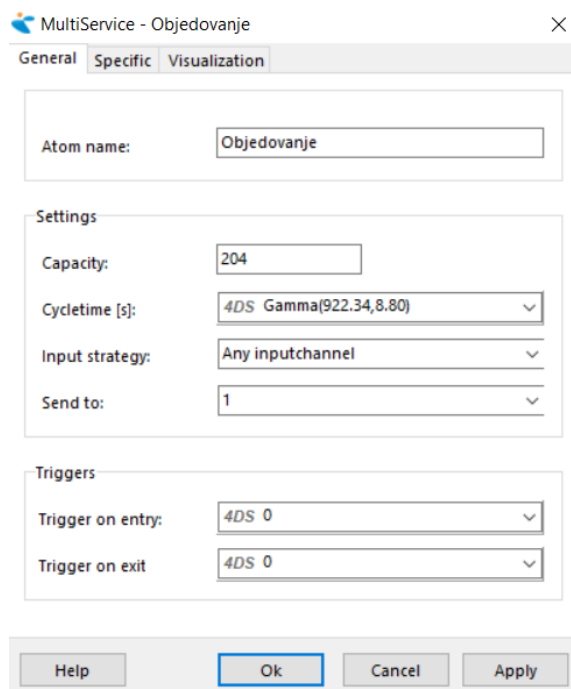 MultiService - Objedovanje
General Specific Visualization
Atom name: Objedovanje
Settings
Capacity: 204
Cycletime [s]: 4DS Gamma(922.34,8.80)
Input strategy: Any inputchannel
Send to: 1
Triggers
Trigger on entry: 4DS 0
Trigger on exit 4DS 0
Help Ok Cancel Apply